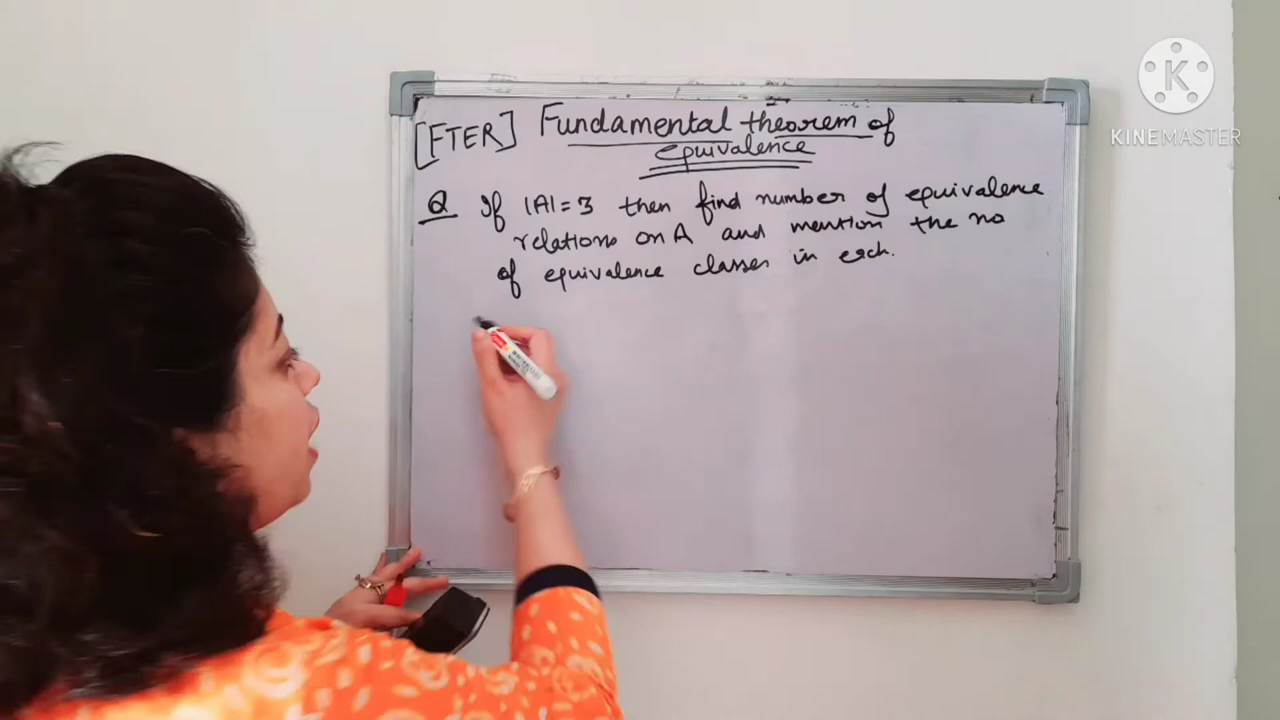 [FTER] Fundamental theorem of
equivalence
Q If |A| = 3 then find number of equivalence
relations on A and mention the no
of equivalence classes in each.
K
KINEMASTER